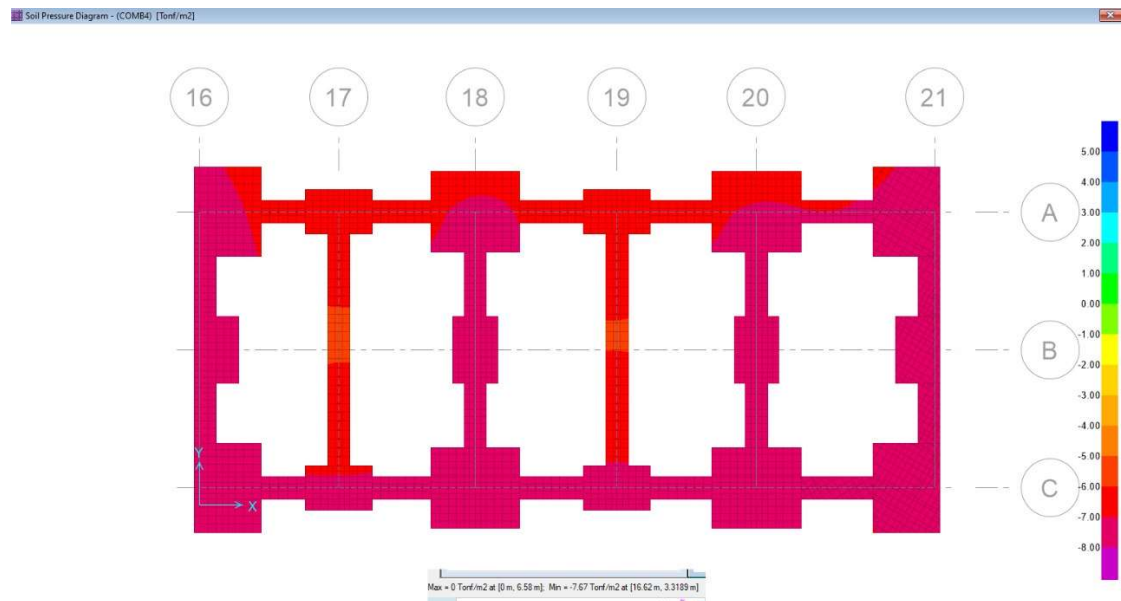 Soil Pressure Diagram - (COMB4) [Tonf/m2]
16 17 18 19 20 21
A
B
C
Y
X
5.00
4.00
3.00
2.00
1.00
0.00
-1.00
-2.00
-3.00
-4.00
-5.00
-6.00
-7.00
-8.00
Max = 0 Tonf/m2 at [0 m, 6.58 m]; Min = -7.67 Tonf/m2 at [16.62 m, 3.3189 m]